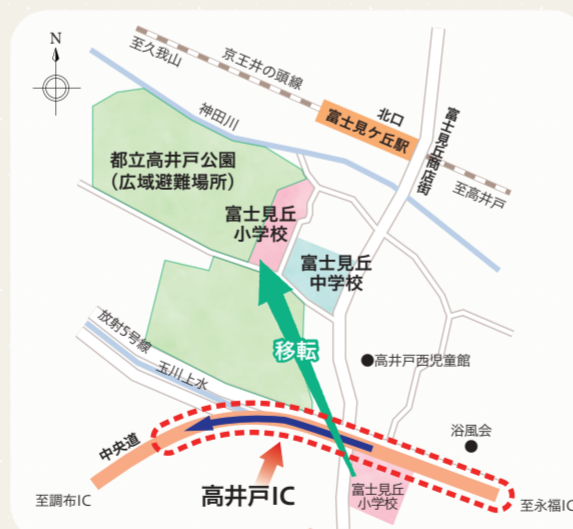 N
至久我山
京王井の頭線
北口
富士見ケ丘駅
富士見丘商店街
至高井戸
神田川
都立高井戸公園
(広域避難場所)
富士見丘
小学校
富士見丘
中学校
移転
放射5号線
玉川上水
高井戸西児童館
浴風会
中央道
高井戸IC
至調布IC
富士見丘
小学校
至永福IC